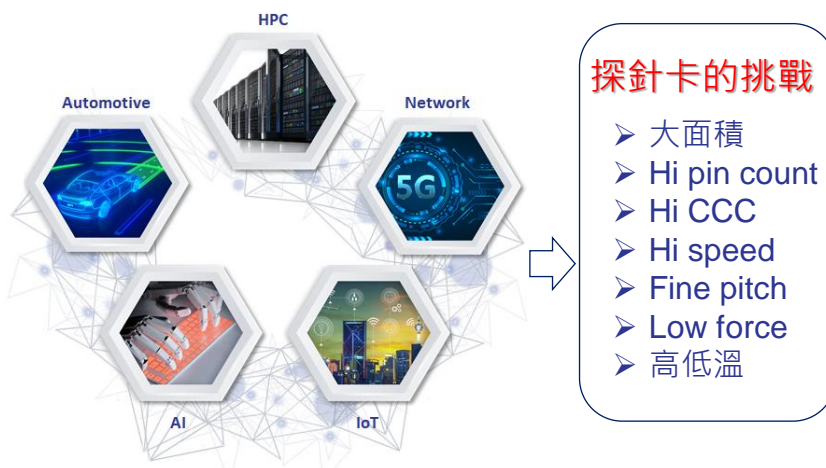 HPC
Automotive
Network
5G
AI
IoT
探針卡的挑戰
➢ 大面積
➢ Hi pin count
➢ Hi CCC
➢ Hi speed
➢ Fine pitch
➢ Low force
➢ 高低溫